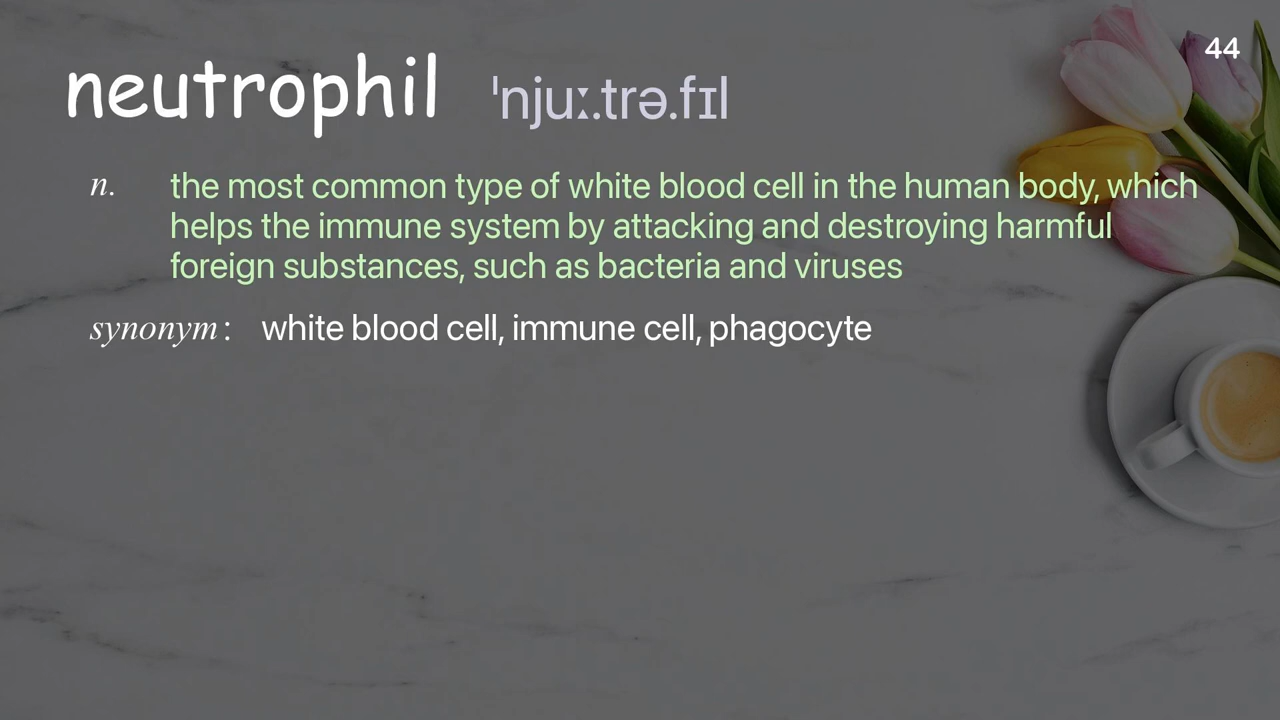 44
neutrophil ˈnjuː.trə.fɪl
n. the most common type of white blood cell in the human body, which
helps the immune system by attacking and destroying harmful
foreign substances, such as bacteria and viruses
synonym: white blood cell, immune cell, phagocyte